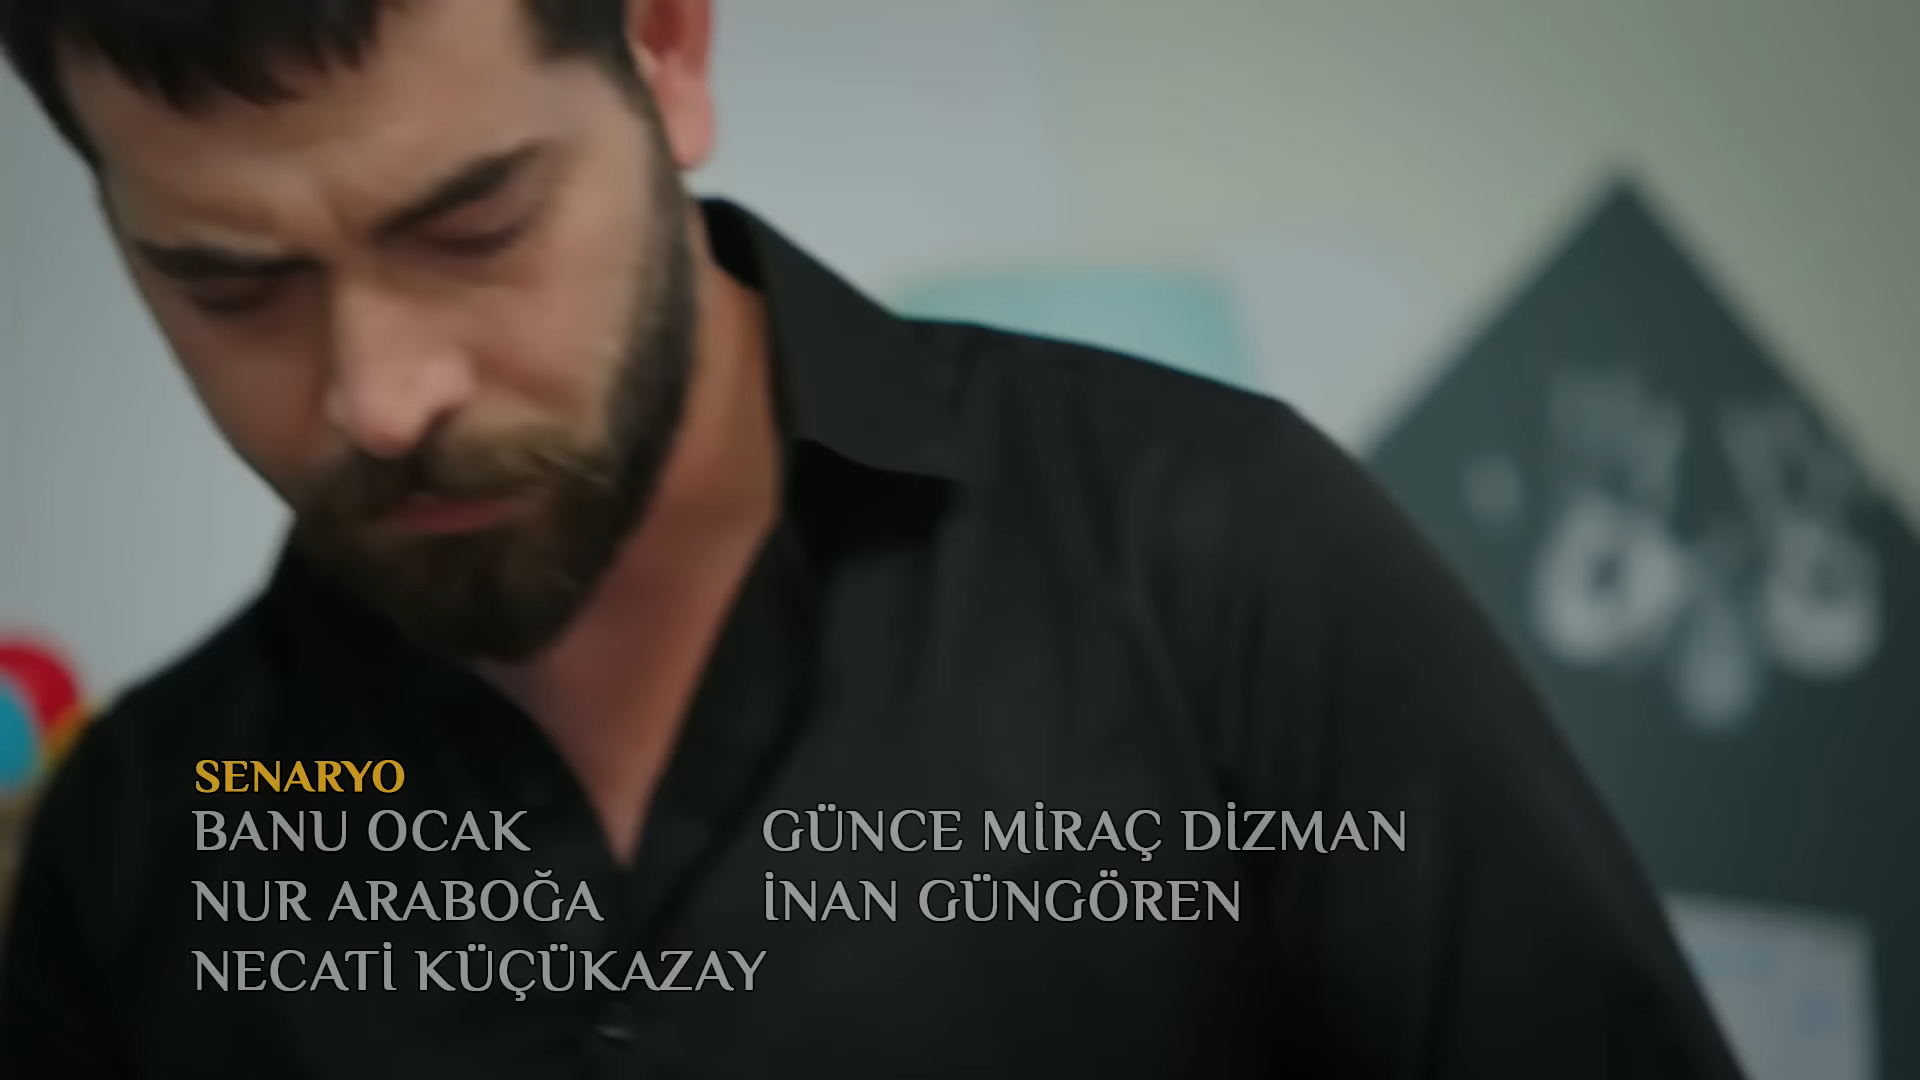 SENARYO
BANU OCAK
NUR ARABOĞA
NECATİ KÜÇÜKAZAY
GÜNCE MİRAÇ DİZMAN
İNAN GÜNGÖREN